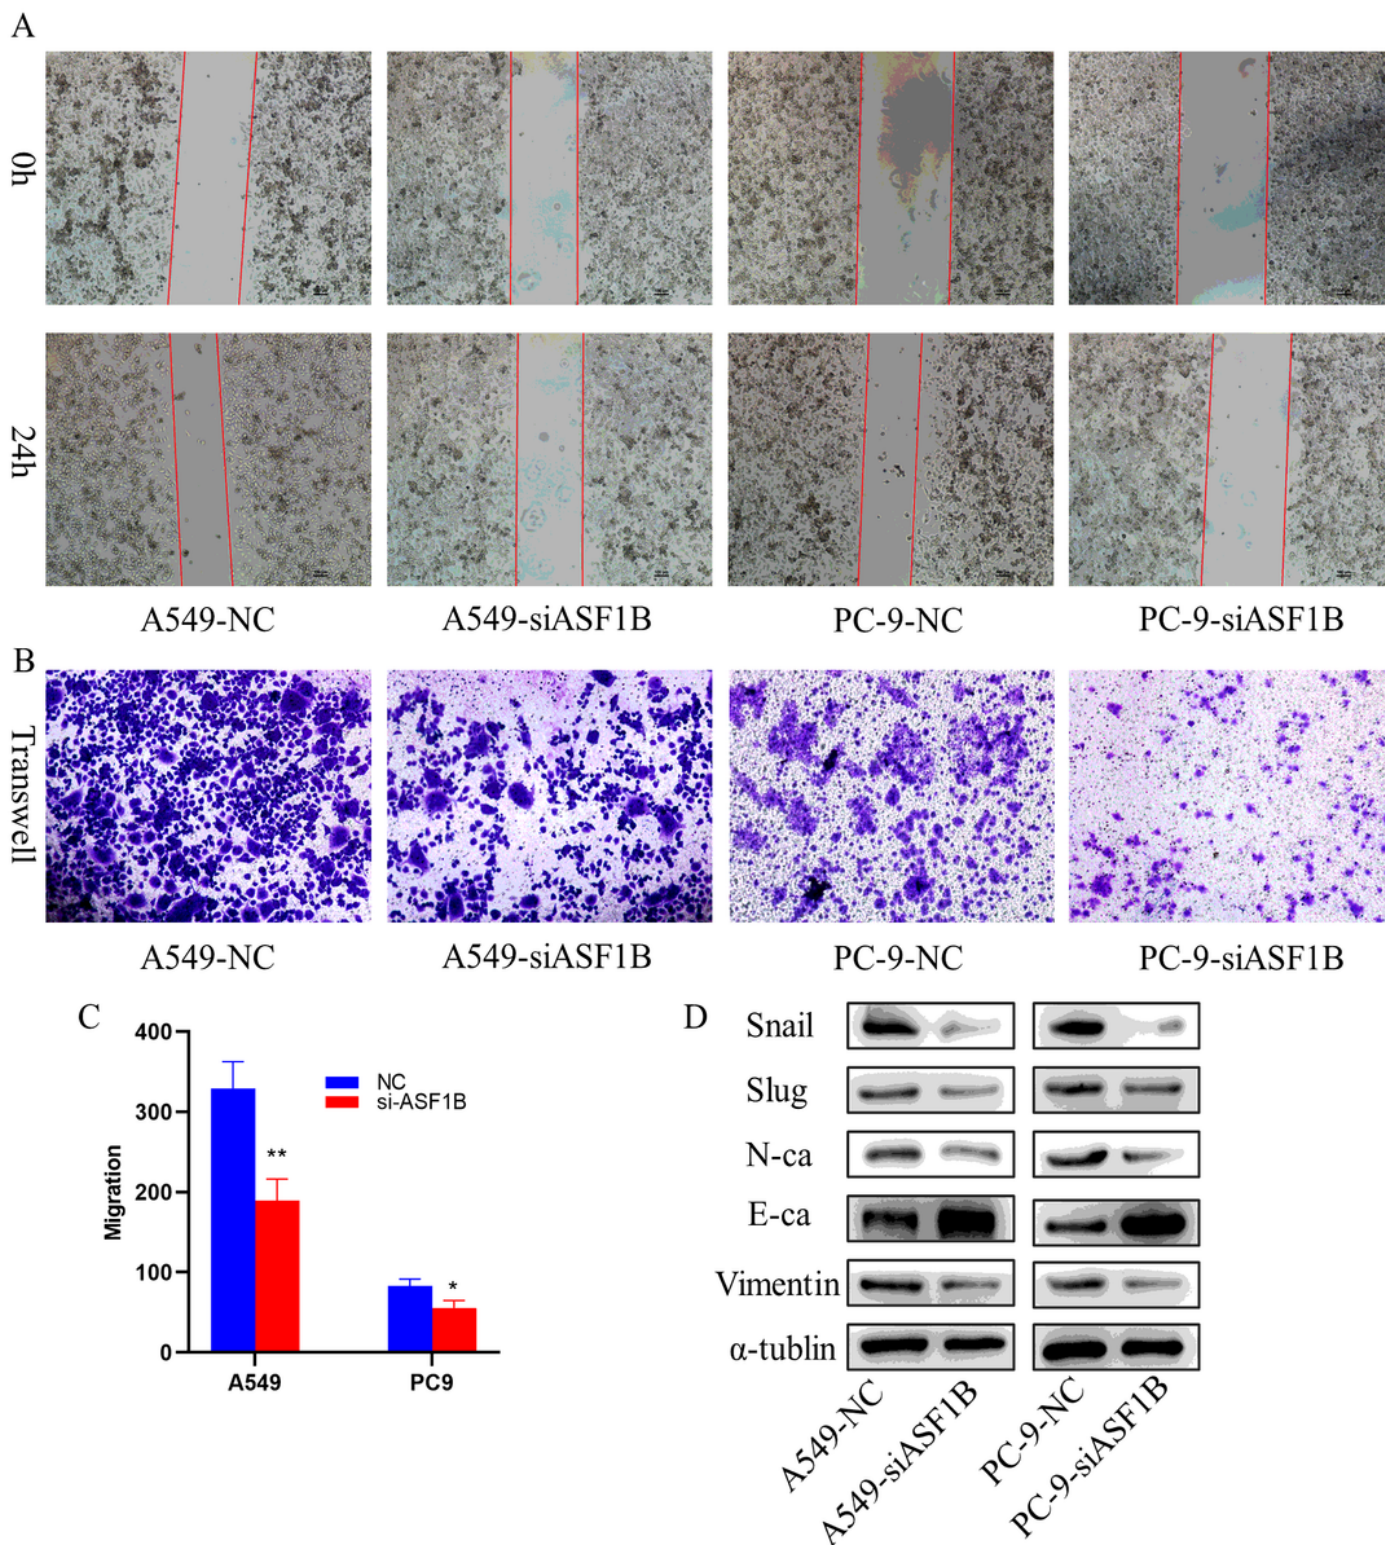 A
0h
24h
A549-NC
A549-siASF1B
PC-9-NC
PC-9-siASF1B
B
Transwell
A549-NC
A549-siASF1B
PC-9-NC
PC-9-siASF1B
C
400
300
200
100
0
Migration
NC
si-ASF1B
**
*
A549
PC9
D
Snail
Slug
N-ca
E-ca
Vimentin
α-tublin
A549-NC
A549-siASF1B
PC-9-NC
PC-9-siASF1B